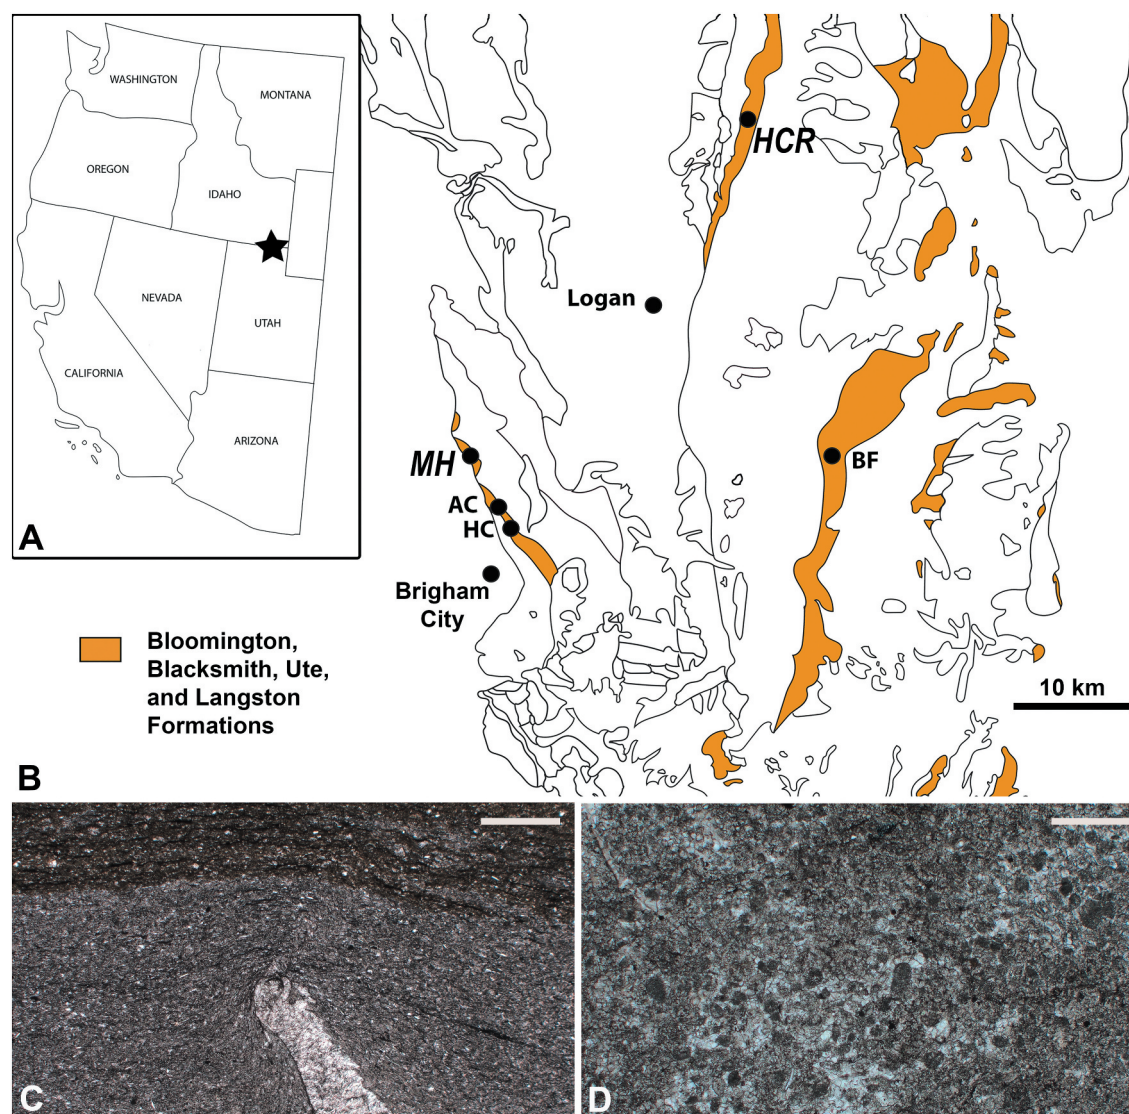 WASHINGTON
MONTANA
OREGON
IDAHO
NEVADA
UTAH
CALIFORNIA
ARIZONA
A
HCR
Logan
MH
AC
HC
BF
Brigham
City
Bloomington,
Blacksmith, Ute,
and Langston
Formations
10 km
B
C
D